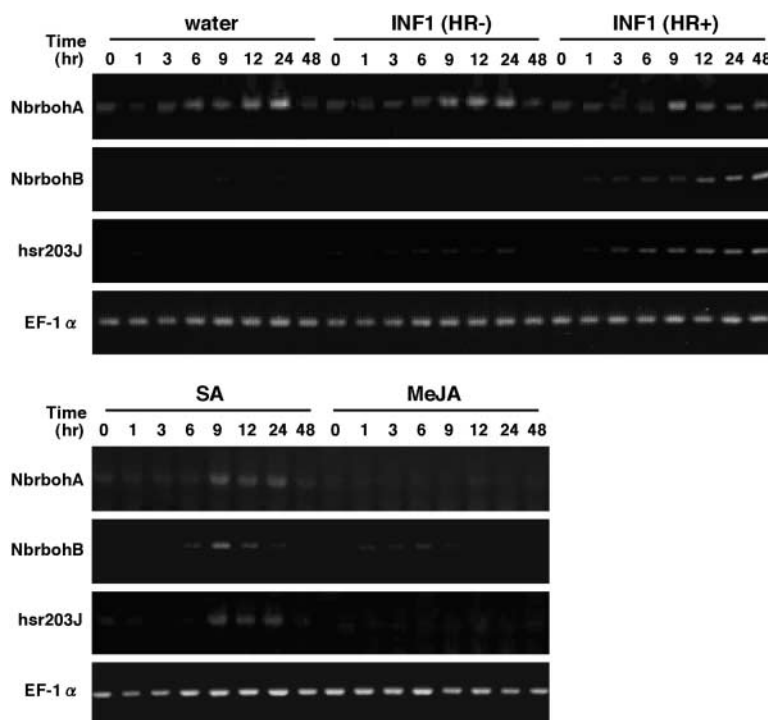 water INF1 (HR-) INF1 (HR+)
Time (hr) 0 1 3 6 9 12 24 48 0 1 3 6 9 12 24 48 0 1 3 6 9 12 24 48
NbrbohA
NbrbohB
hsr203J
EF-1 α
SA MeJA
Time (hr) 0 1 3 6 9 12 24 48 0 1 3 6 9 12 24 48
NbrbohA
NbrbohB
hsr203J
EF-1 α